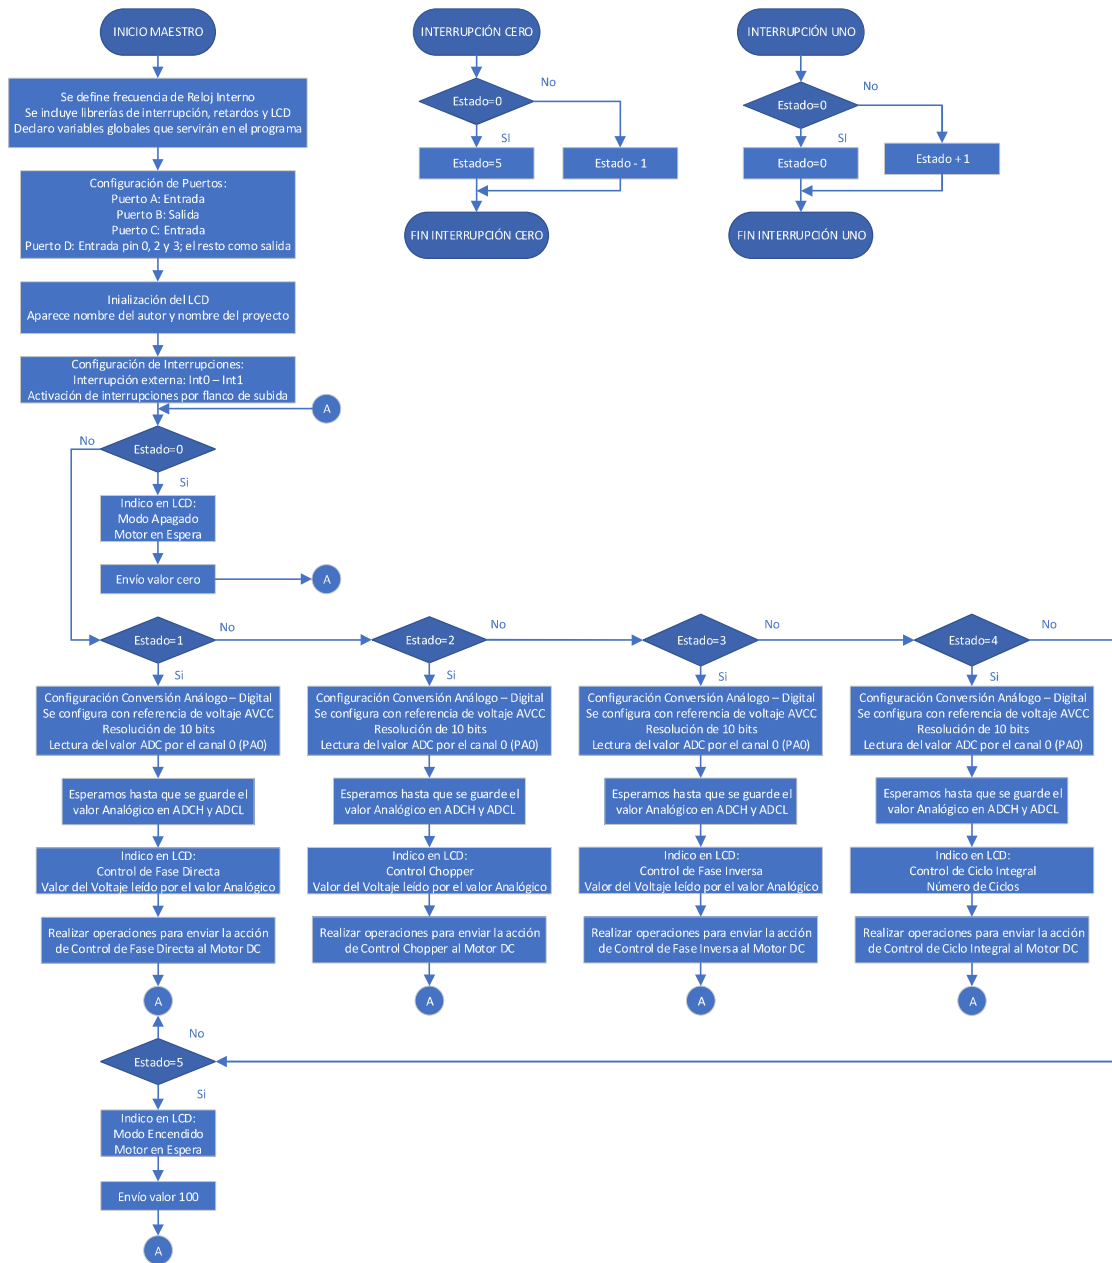 INICIO MAESTRO
Se define frecuencia de Reloj Interno
Se incluye librerías de interrupción, retardos y LCD
Declaro variables globales que servirán en el programa
Configuración de Puertos:
Puerto A: Entrada
Puerto B: Salida
Puerto C: Entrada
Puerto D: Entrada pin 0, 2 y 3; el resto como salida
Inialización del LCD
Aparece nombre del autor y nombre del proyecto
Configuración de Interrupciones:
Interrupción externa: Int0 – Int1
Activación de interrupciones por flanco de subida
A
INTERRUPCIÓN CERO
Estado=0
No
SI
Estado=5
Estado - 1
FIN INTERRUPCIÓN CERO
INTERRUPCIÓN UNO
Estado=0
No
SI
Estado=0
Estado + 1
FIN INTERRUPCIÓN UNO
Estado=0
No
Si
Indico en LCD:
Modo Apagado
Motor en Espera
Envío valor cero
A
Estado=1
No
Si
Configuración Conversión Análogo – Digital
Se configura con referencia de voltaje AVCC
Resolución de 10 bits
Lectura del valor ADC por el canal 0 (PA0)
Esperamos hasta que se guarde el
valor Analógico en ADCH y ADCL
Indico en LCD:
Control de Fase Directa
Valor del Voltaje leído por el valor Analógico
Realizar operaciones para enviar la acción
de Control de Fase Directa al Motor DC
A
Estado=2
No
Si
Configuración Conversión Análogo – Digital
Se configura con referencia de voltaje AVCC
Resolución de 10 bits
Lectura del valor ADC por el canal 0 (PA0)
Esperamos hasta que se guarde el
valor Analógico en ADCH y ADCL
Indico en LCD:
Control Chopper
Valor del Voltaje leído por el valor Analógico
Realizar operaciones para enviar la acción
de Control Chopper al Motor DC
A
Estado=3
No
Si
Configuración Conversión Análogo – Digital
Se configura con referencia de voltaje AVCC
Resolución de 10 bits
Lectura del valor ADC por el canal 0 (PA0)
Esperamos hasta que se guarde el
valor Analógico en ADCH y ADCL
Indico en LCD:
Control de Fase Inversa
Valor del Voltaje leído por el valor Analógico
Realizar operaciones para enviar la acción
de Control de Fase Inversa al Motor DC
A
Estado=4
No
Si
Configuración Conversión Análogo – Digital
Se configura con referencia de voltaje AVCC
Resolución de 10 bits
Lectura del valor ADC por el canal 0 (PA0)
Esperamos hasta que se guarde el
valor Analógico en ADCH y ADCL
Indico en LCD:
Control de Ciclo Integral
Número de Ciclos
Realizar operaciones para enviar la acción
de Control de Ciclo Integral al Motor DC
A
No
Estado=5
Si
Indico en LCD:
Modo Encendido
Motor en Espera
Envío valor 100
A